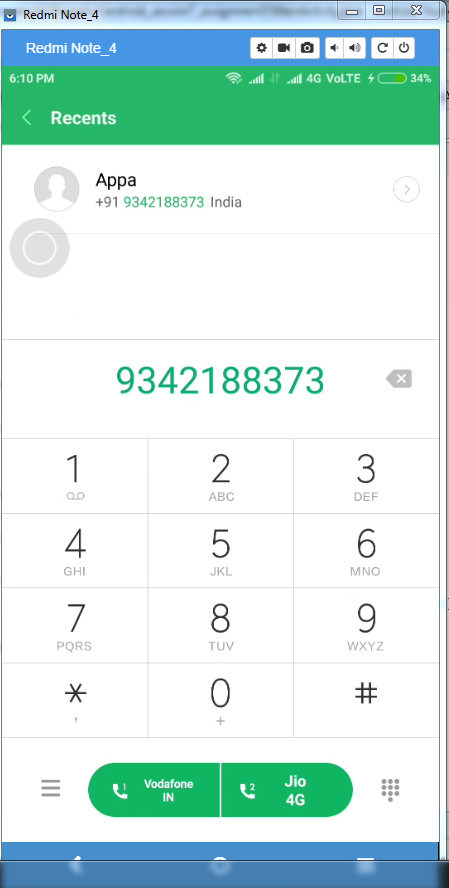 Redmi Note_4
Redmi Note_4
6:10 PM 4G VoLTE 34%
Recents
Appa
+91 9342188373 India
9342188373
1 2 3
ABC DEF
4 5 6
GHI JKL MNO
7 8 9
PQRS TUV WXYZ
* 0 #
, +
1 Vodafone IN 2 Jio 4G